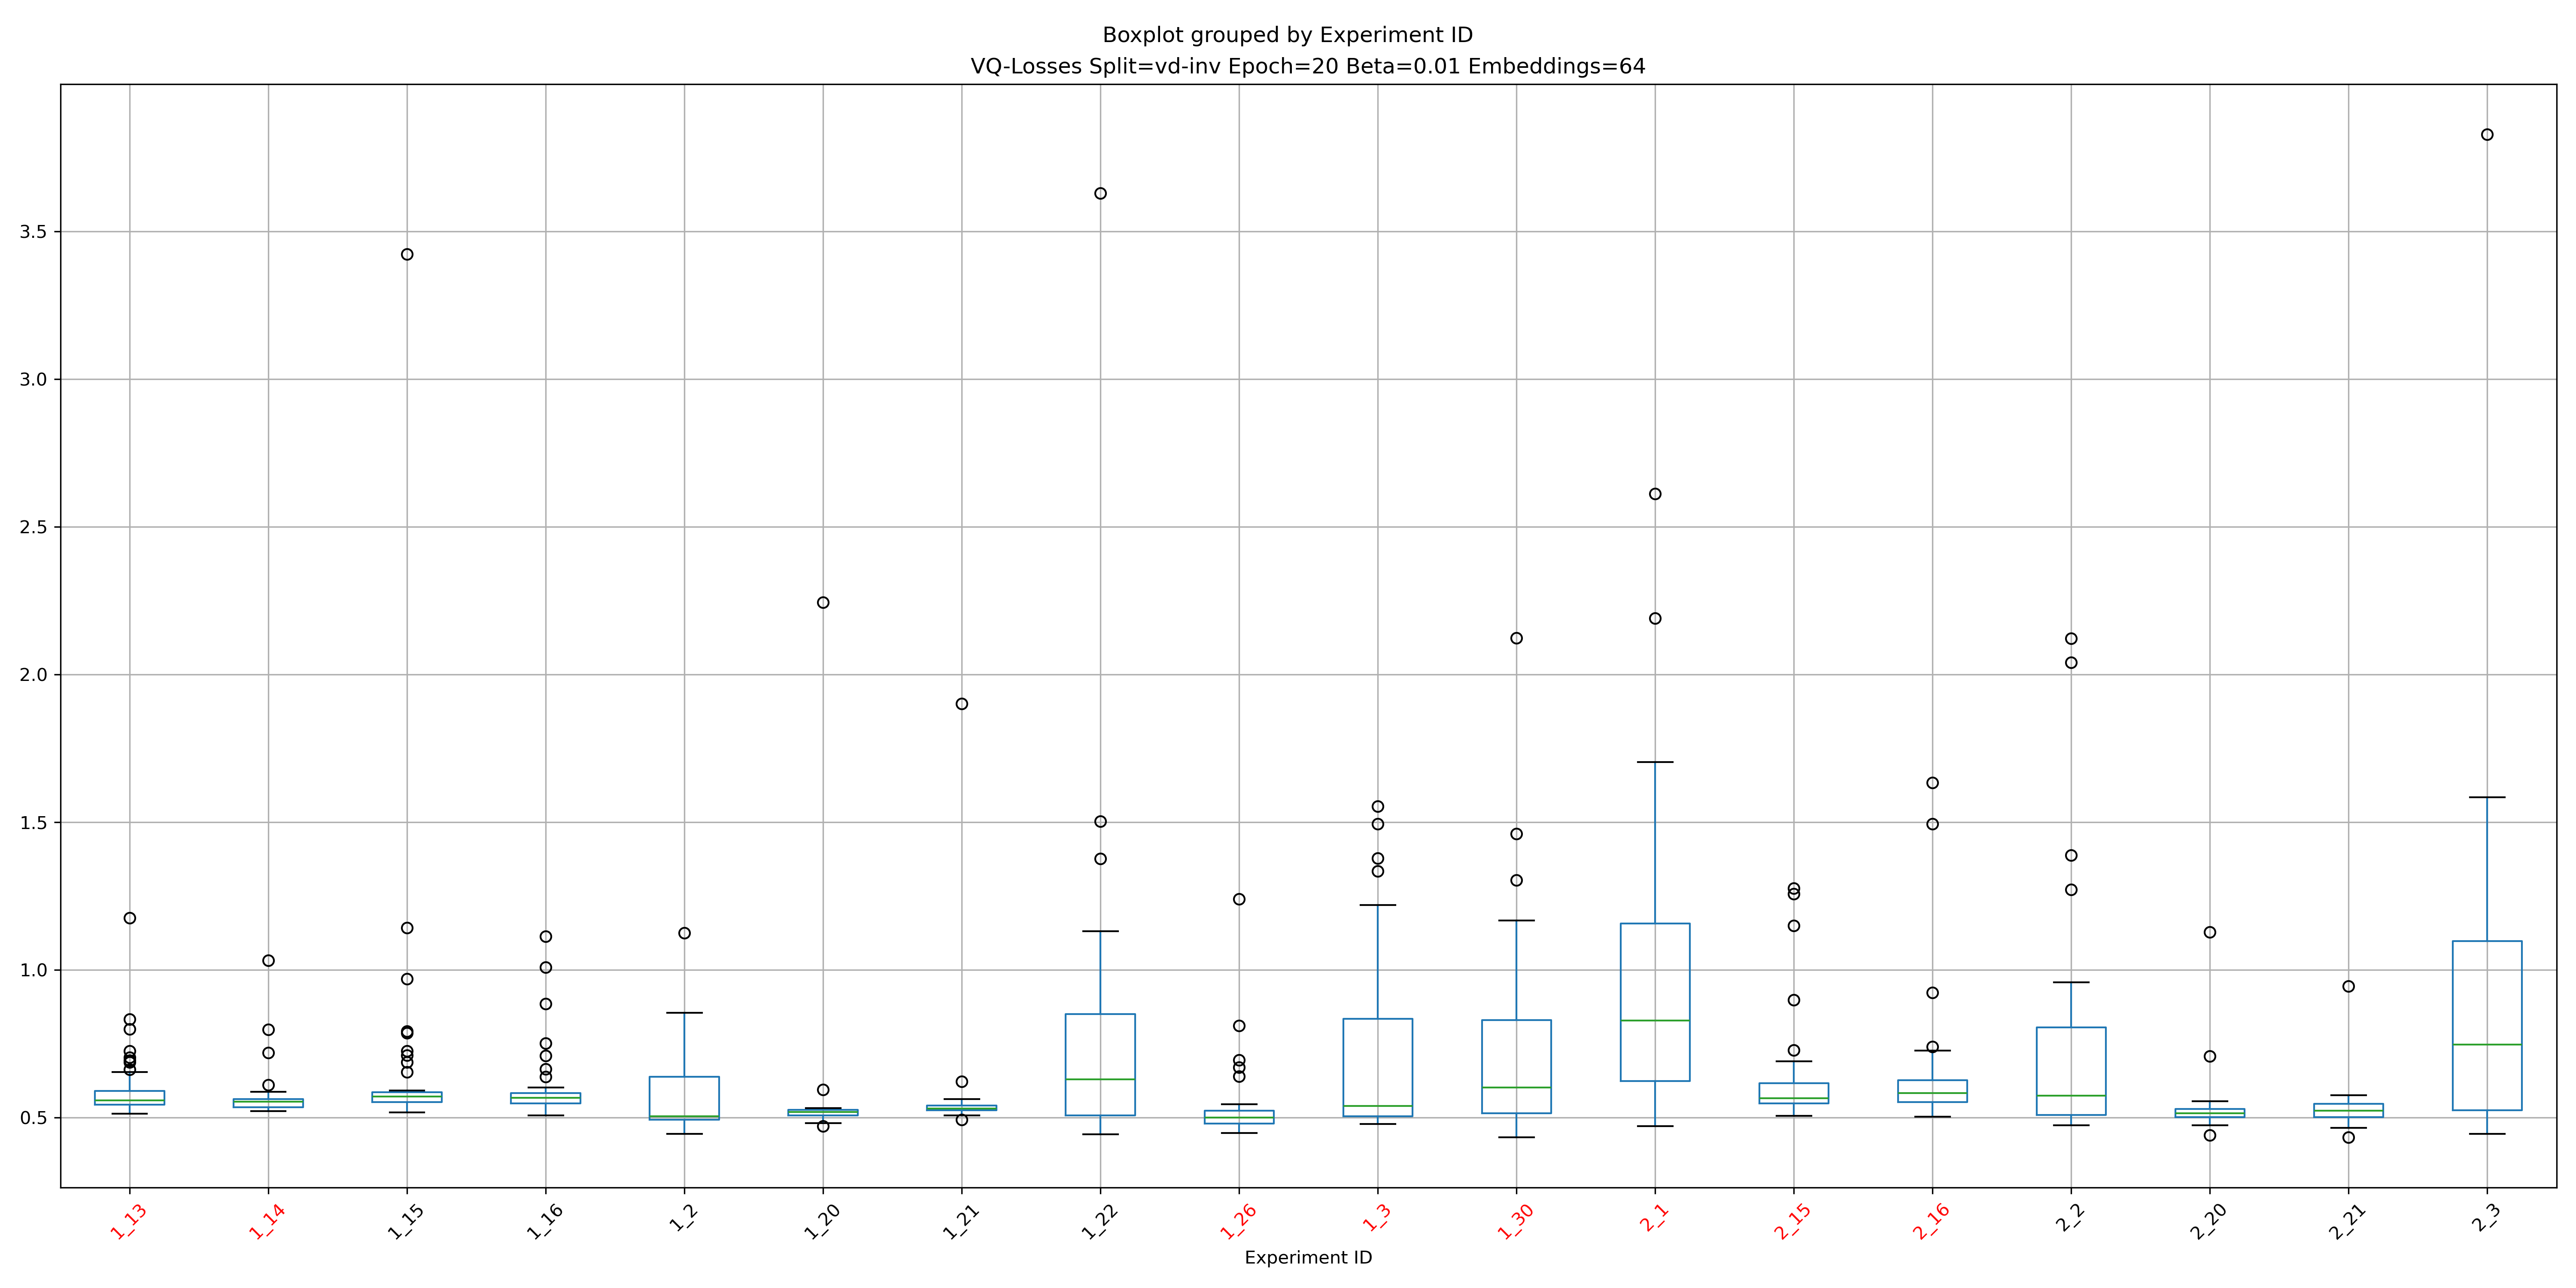 Boxplot grouped by Experiment ID
VQ-Losses Split=vd-inv Epoch=20 Beta=0.01 Embeddings=64
3.5
3.0
2.5
2.0
1.5
1.0
0.5
1_13 1_14 1_15 1_16 1_2 1_20 1_21 1_22 1_26 1_3 1_30 2_1 2_15 2_16 2_2 2_20 2_21 2_3
Experiment ID